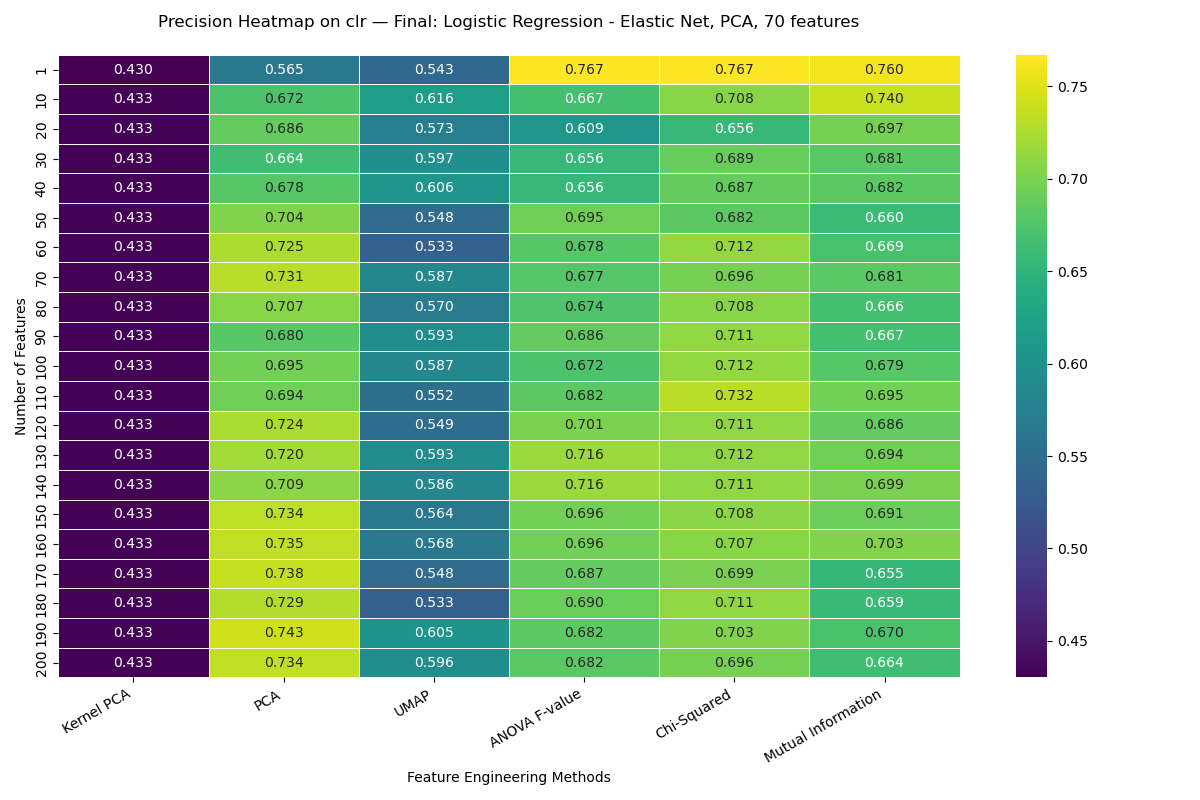 Precision Heatmap on clr — Final: Logistic Regression - Elastic Net, PCA, 70 features
Number of Features
1 0.430 0.565 0.543 0.767 0.767 0.760
10 0.433 0.672 0.616 0.667 0.708 0.740
20 0.433 0.686 0.573 0.609 0.656 0.697
30 0.433 0.664 0.597 0.656 0.689 0.681
40 0.433 0.678 0.606 0.656 0.687 0.682
50 0.433 0.704 0.548 0.695 0.682 0.660
60 0.433 0.725 0.533 0.678 0.712 0.669
70 0.433 0.731 0.587 0.677 0.696 0.681
80 0.433 0.707 0.570 0.674 0.708 0.666
90 0.433 0.680 0.593 0.686 0.711 0.667
100 0.433 0.695 0.587 0.672 0.712 0.679
110 0.433 0.694 0.552 0.682 0.732 0.695
120 0.433 0.724 0.549 0.701 0.711 0.686
130 0.433 0.720 0.593 0.716 0.712 0.694
140 0.433 0.709 0.586 0.716 0.711 0.699
150 0.433 0.734 0.564 0.696 0.708 0.691
160 0.433 0.735 0.568 0.696 0.707 0.703
170 0.433 0.738 0.548 0.687 0.699 0.655
180 0.433 0.729 0.533 0.690 0.711 0.659
190 0.433 0.743 0.605 0.682 0.703 0.670
200 0.433 0.734 0.596 0.682 0.696 0.664
Kernel PCA PCA UMAP ANOVA F-value Chi-Squared Mutual Information
Feature Engineering Methods
0.75
0.70
0.65
0.60
0.55
0.50
0.45